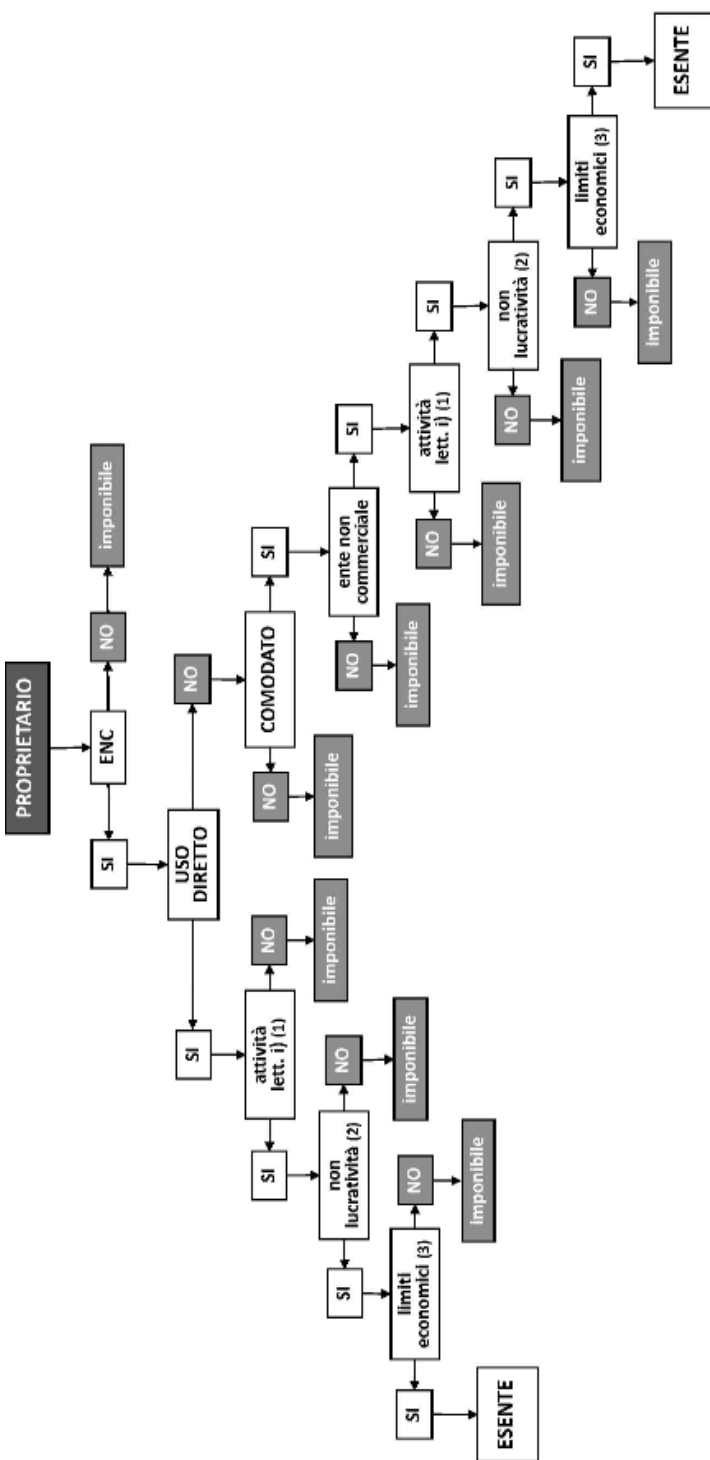 PROPRIETARIO
SI
ENC
NO
imponibile
SI
USO
DIRETTO
NO
SI
attività
lett. i) (1)
NO
NO
COMODATO
SI
SI
non
lucratività (2)
NO
imponibile
imponibile
NO
ente non
commerciale
SI
SI
limiti
economici (3)
NO
imponibile
imponibile
NO
attività
lett. i) (1)
SI
ESENTE
imponibile
imponibile
NO
non
lucratività (2)
SI
imponibile
NO
limiti
economici (3)
SI
imponibile
ESENTE